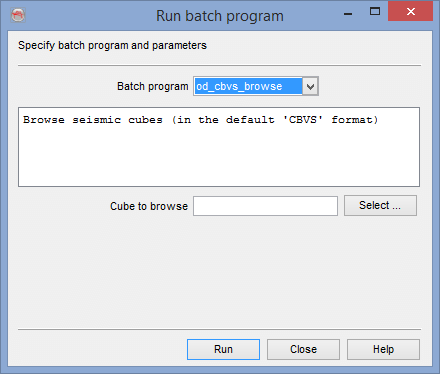 Run batch program
Specify batch program and parameters
Batch program od_cbvs_browse
Browse seismic cubes (in the default 'CBVS' format)
Cube to browse Select ...
Run Close Help